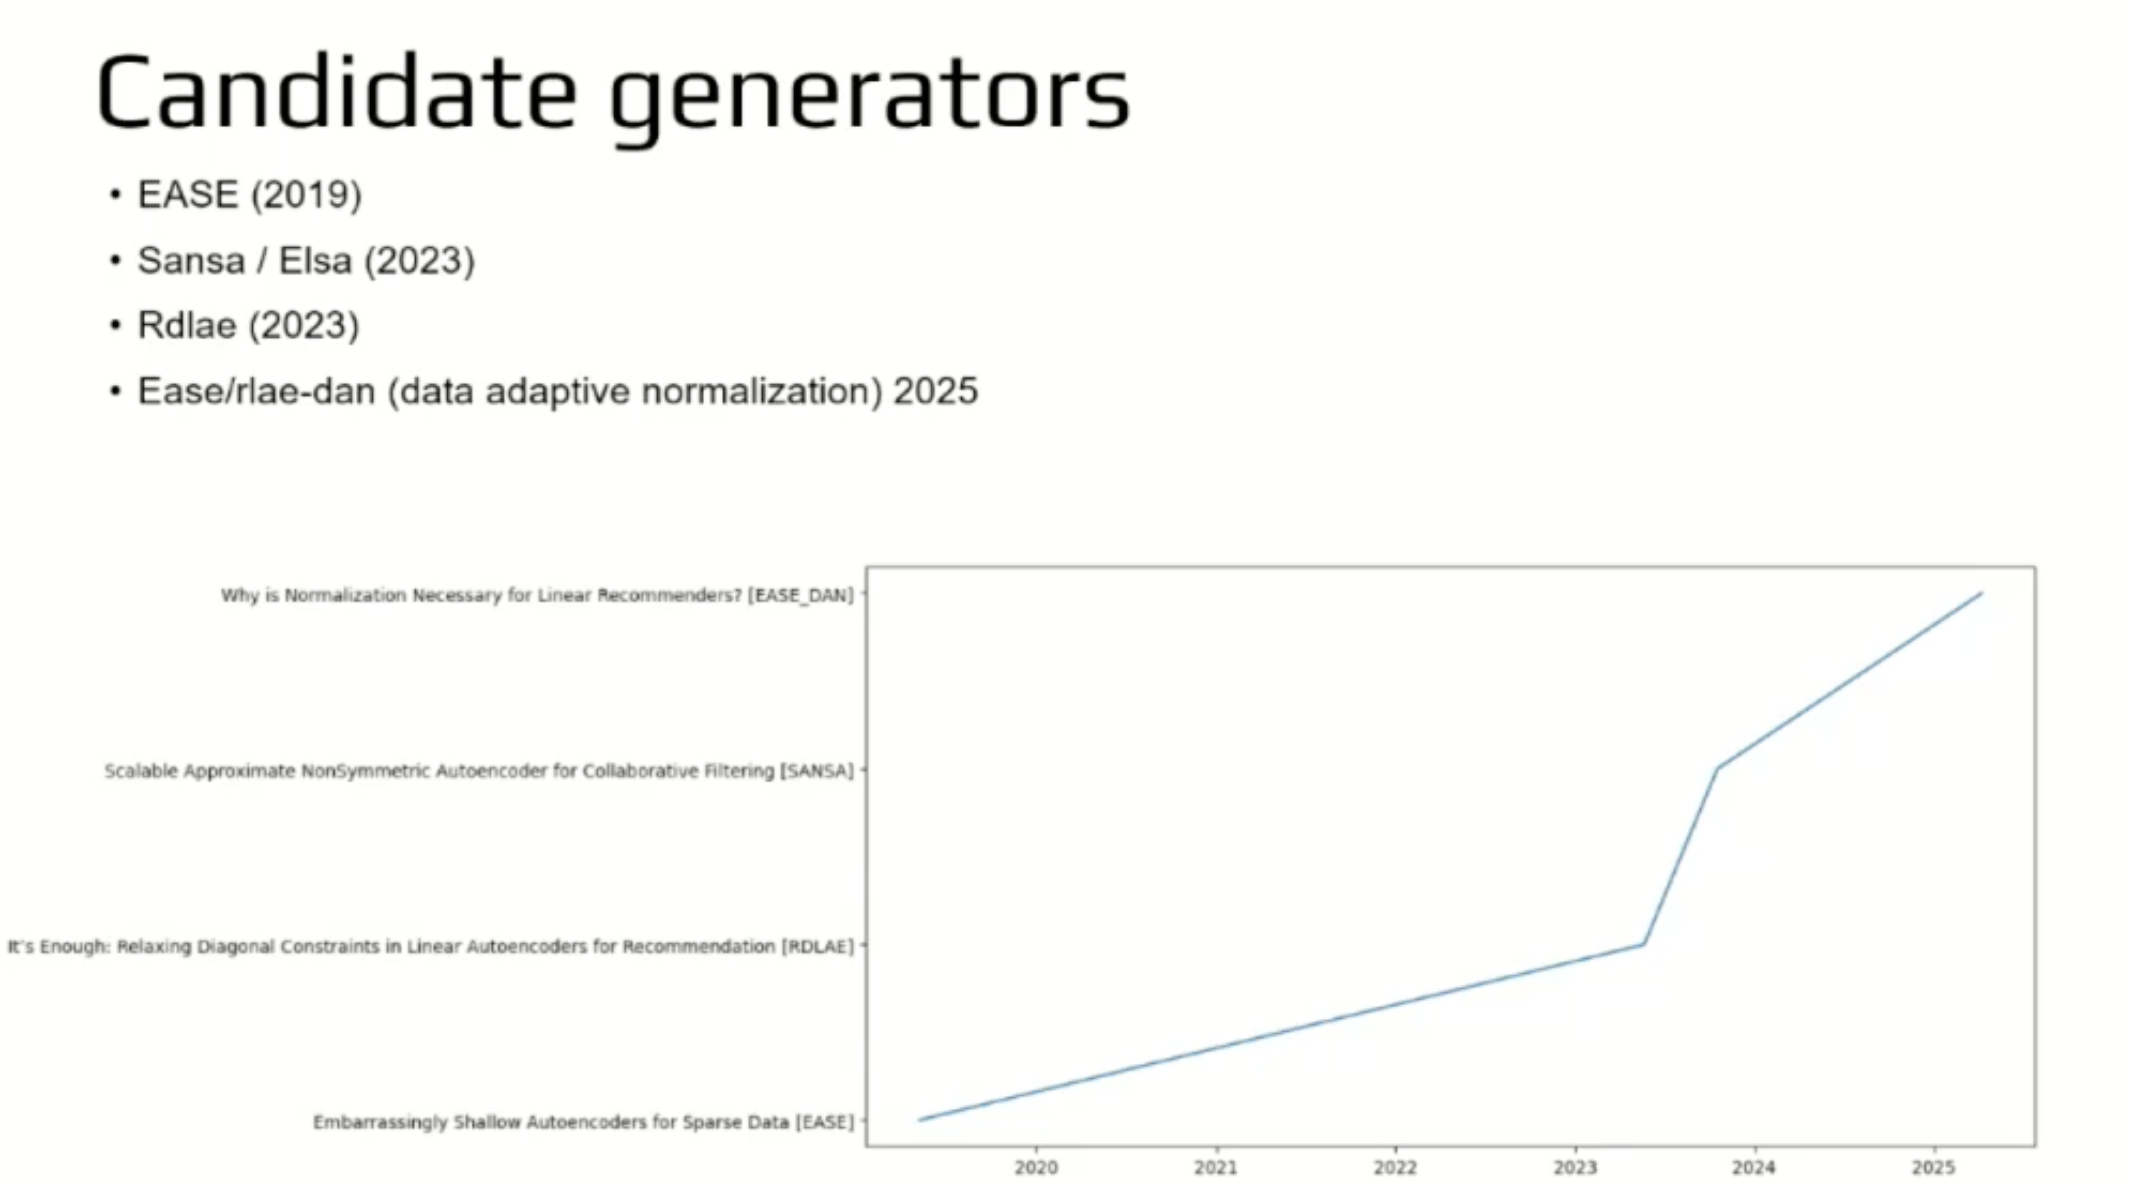 Candidate generators
• EASE (2019)
• Sansa / Elsa (2023)
• Rdlae (2023)
• Ease/rlae-dan (data adaptive normalization) 2025
Why is Normalization Necessary for Linear Recommenders? [EASE_DAN]
Scalable Approximate NonSymmetric Autoencoder for Collaborative Filtering [SANSA]
It's Enough: Relaxing Diagonal Constraints in Linear Autoencoders for Recommendation [RDLAE]
Embarrassingly Shallow Autoencoders for Sparse Data [EASE]
2020 2021 2022 2023 2024 2025